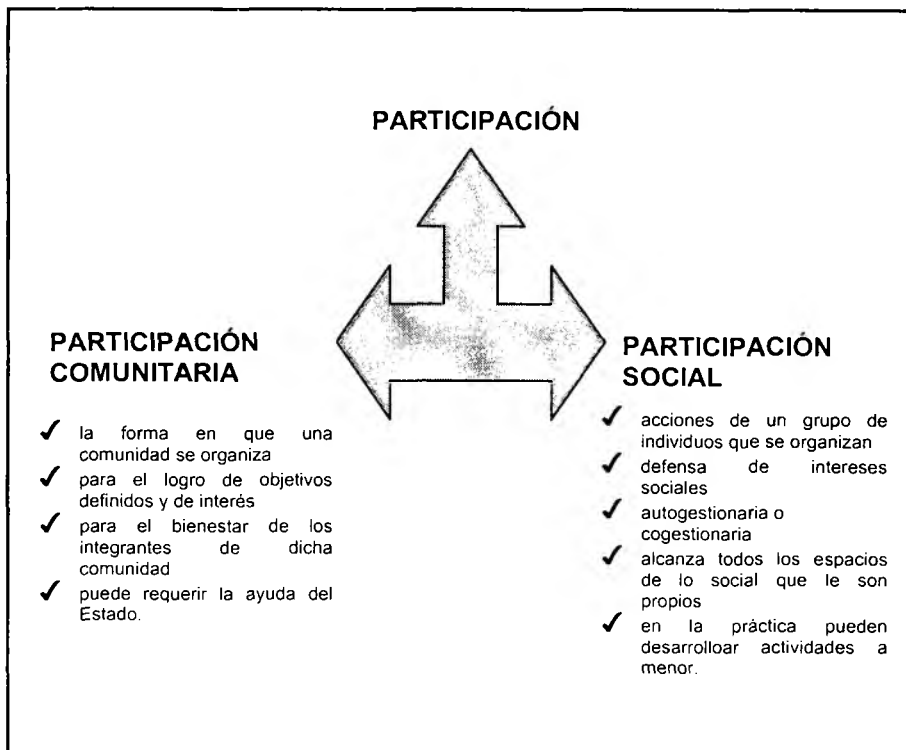 PARTICIPACIÓN
PARTICIPACIÓN
COMUNITARIA
✓ la forma en que una
comunidad se organiza
✓ para el logro de objetivos
definidos y de interés
✓ para el bienestar de los
integrantes de dicha
comunidad
✓ puede requerir la ayuda del
Estado.
PARTICIPACIÓN
SOCIAL
✓ acciones de un grupo de
individuos que se organizan
✓ defensa de intereses
sociales
✓ autogestionaria o
cogestionaria
✓ alcanza todos los espacios
de lo social que le son
propios
✓ en la práctica pueden
desarrolloar actividades a
menor.